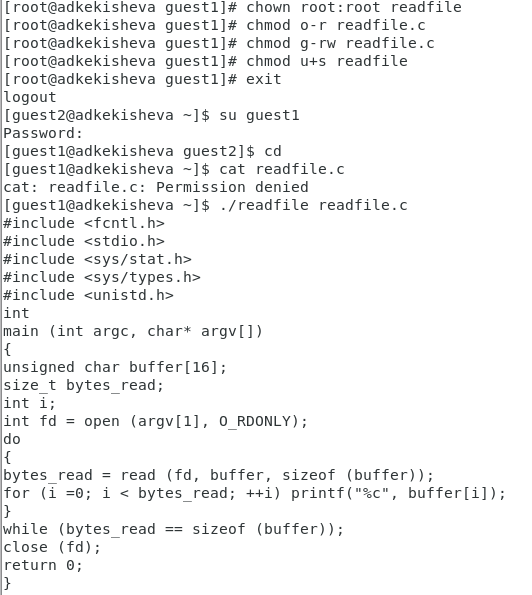 [root@adkekisheva guest1]# chown root:root readfile
[root@adkekisheva guest1]# chmod o-r readfile.c
[root@adkekisheva guest1]# chmod g-rw readfile.c
[root@adkekisheva guest1]# chmod u+s readfile
[root@adkekisheva guest1]# exit
logout
[guest2@adkekisheva ~]$ su guest1
Password:
[guest1@adkekisheva guest2]$ cd
[guest1@adkekisheva ~]$ cat readfile.c
cat: readfile.c: Permission denied
[guest1@adkekisheva ~]$ ./readfile readfile.c
#include <fcntl.h>
#include <stdio.h>
#include <sys/stat.h>
#include <sys/types.h>
#include <unistd.h>
int
main (int argc, char* argv[])
{
unsigned char buffer[16];
size_t bytes_read;
int i;
int fd = open (argv[1], O_RDONLY);
do
{
bytes_read = read (fd, buffer, sizeof (buffer));
for (i =0; i < bytes_read; ++i) printf("%c", buffer[i]);
}
while (bytes_read == sizeof (buffer));
close (fd);
return 0;
}